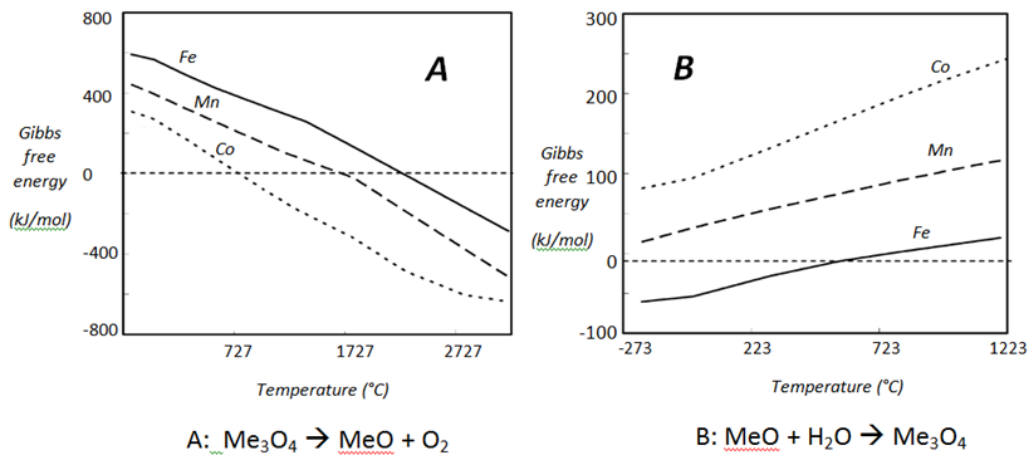 800
400
0
-400
-800
Gibbs
free
energy
(kJ/mol)
Fe
Mn
Co
A
727
1727
2727
Temperature (°C)
A: Me₃O₄ → MeO + O₂
300
200
100
0
-100
Gibbs
free
energy
(kJ/mol)
B
Co
Mn
Fe
-273
223
723
1223
Temperature (°C)
B: MeO + H₂O → Me₃O₄